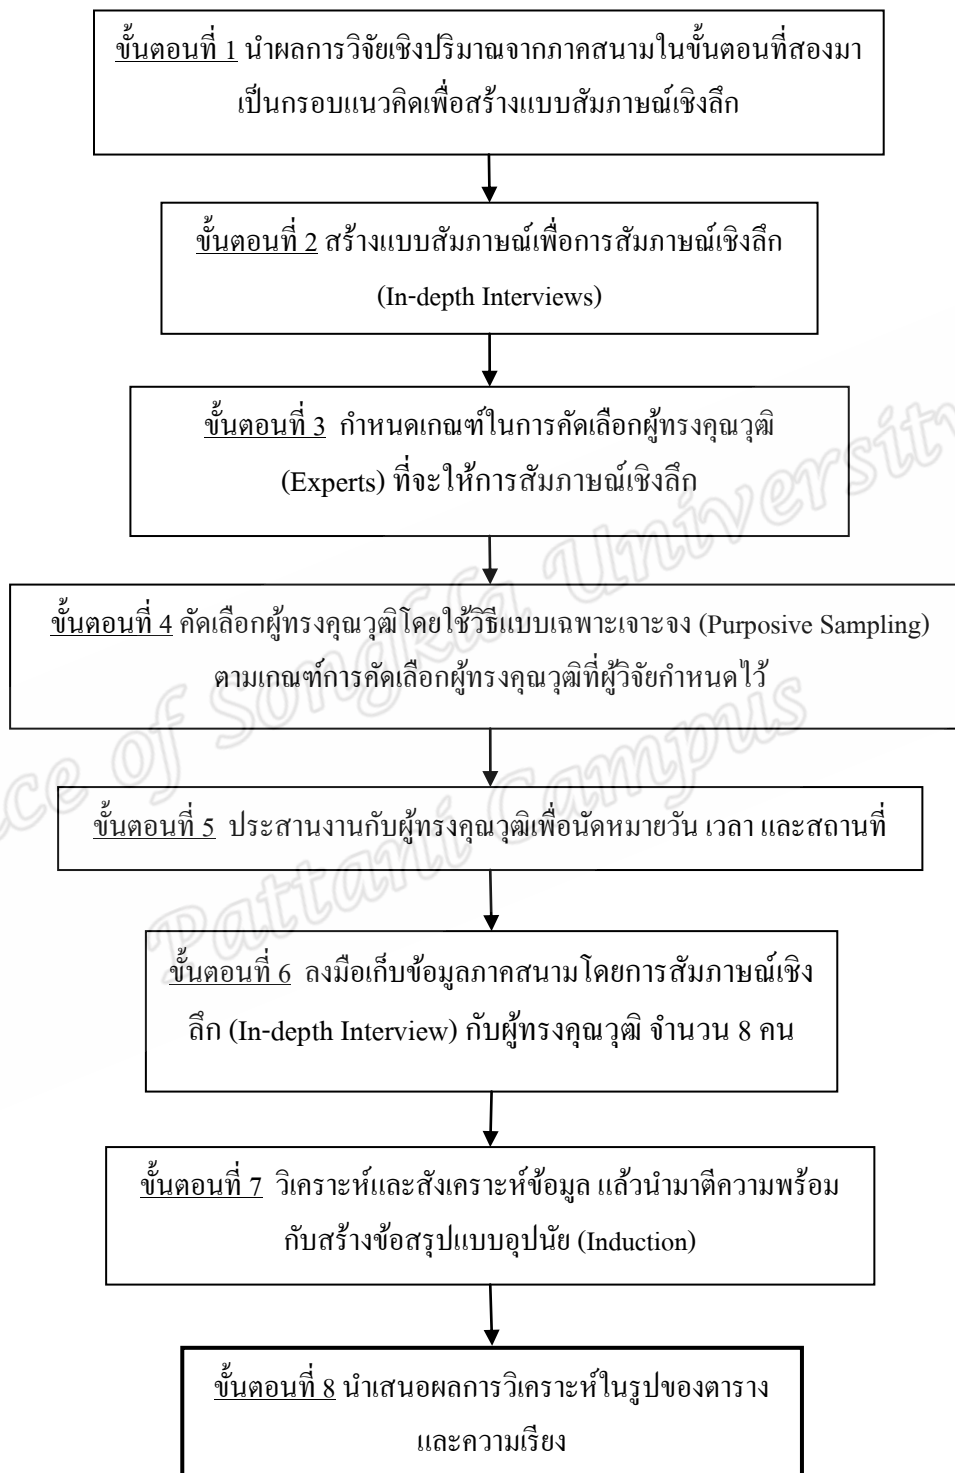 ขั้นตอนที่ 1 นำผลการวิจัยเชิงปริมาณจากภาคสนามในขั้นตอนที่สองมา
เป็นกรอบแนวคิดเพื่อสร้างแบบสัมภาษณ์เชิงลึก
ขั้นตอนที่ 2 สร้างแบบสัมภาษณ์เพื่อการสัมภาษณ์เชิงลึก
(In-depth Interviews)
ขั้นตอนที่ 3 กำหนดเกณฑ์ในการคัดเลือกผู้ทรงคุณวุฒิ
(Experts) ที่จะให้การสัมภาษณ์เชิงลึก
ขั้นตอนที่ 4 คัดเลือกผู้ทรงคุณวุฒิโดยใช้วิธีแบบเฉพาะเจาะจง (Purposive Sampling)
ตามเกณฑ์การคัดเลือกผู้ทรงคุณวุฒิที่ผู้วิจัยกำหนดไว้
ขั้นตอนที่ 5 ประสานงานกับผู้ทรงคุณวุฒิเพื่อนัดหมายวัน เวลา และสถานที่
ขั้นตอนที่ 6 ลงมือเก็บข้อมูลภาคสนามโดยการสัมภาษณ์เชิง
ลึก (In-depth Interview) กับผู้ทรงคุณวุฒิ จำนวน 8 คน
ขั้นตอนที่ 7 วิเคราะห์และสังเคราะห์ข้อมูล แล้วนำมาตีความพร้อม
กับสร้างข้อสรุปแบบอุปนัย (Induction)
ขั้นตอนที่ 8 นำเสนอผลการวิเคราะห์ในรูปของตาราง
และความเรียง
ce of Songkla University
Pattani Campus